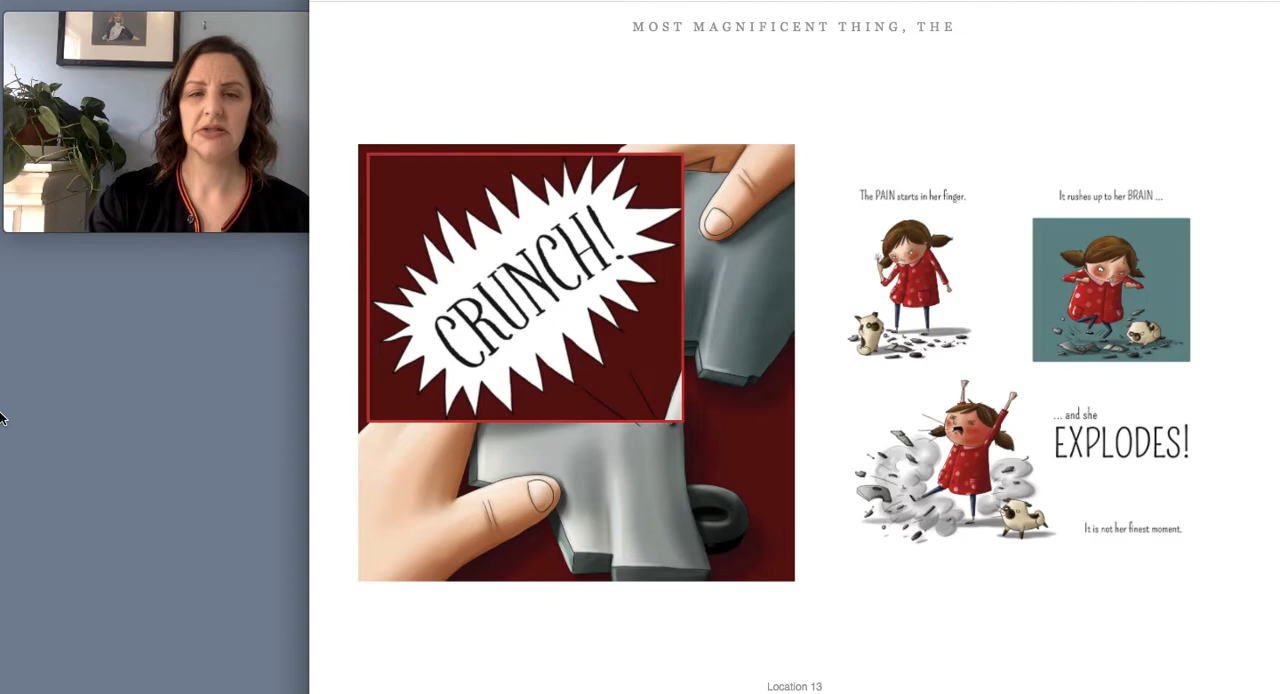 MOST MAGNIFICENT THING, THE
CRUNCH!
The PAIN starts in her finger.
It rushes up to her BRAIN ...
... and she
EXPLODES!
It is not her finest moment.
Location 13